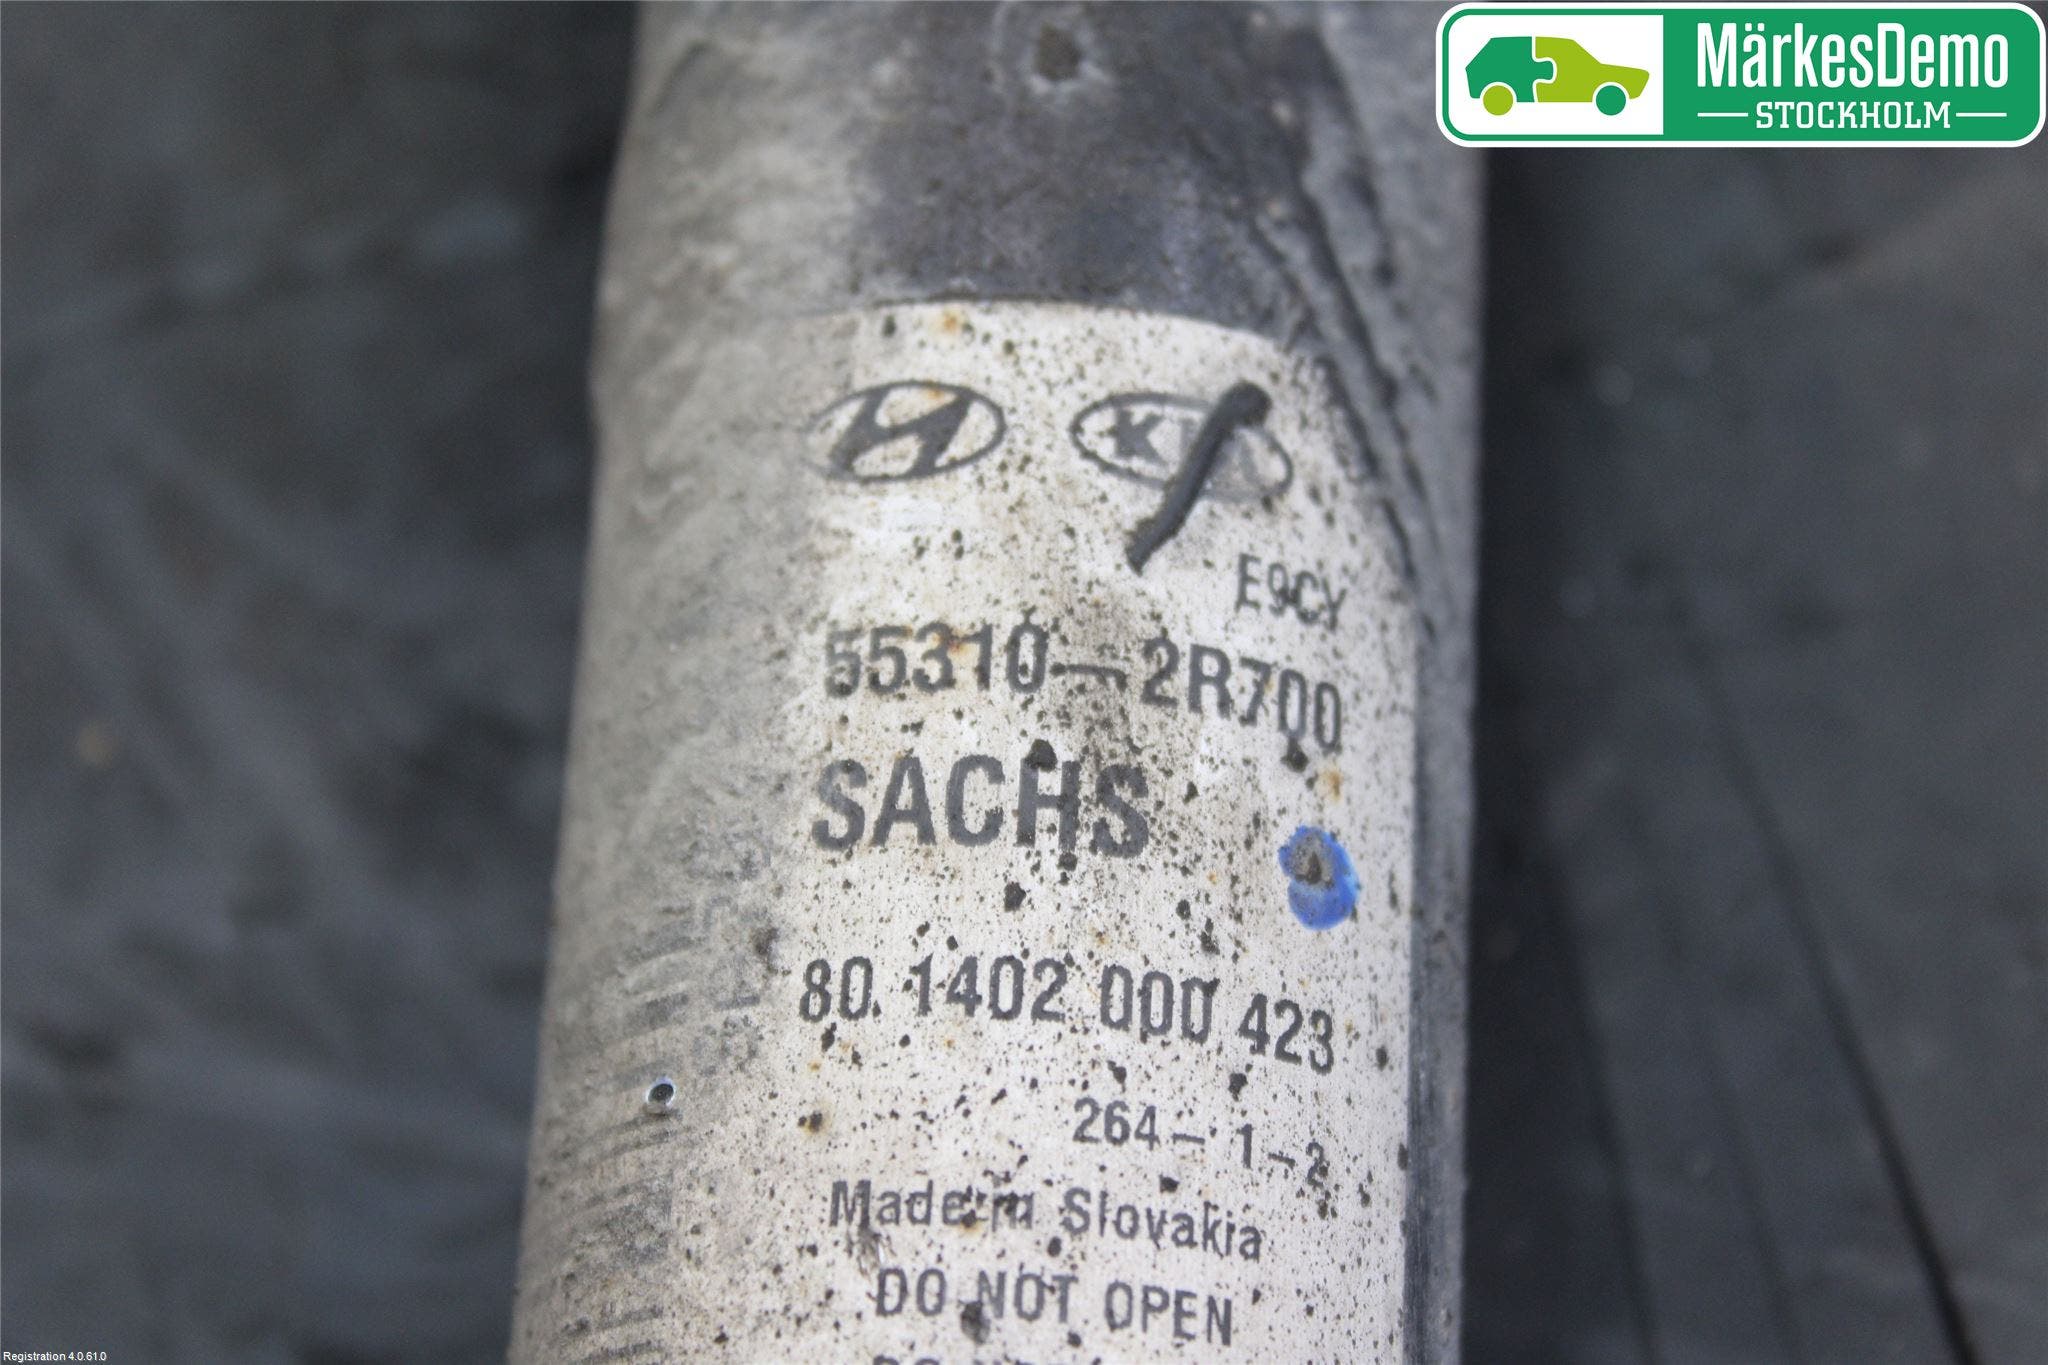 MärkesDemo
STOCKHOLM
KIA
E9CY
55310-2R700
SACHS
80 1402 000 423
264-1-2
Made in Slovakia
DO NOT OPEN
Registration 4.0.61.0